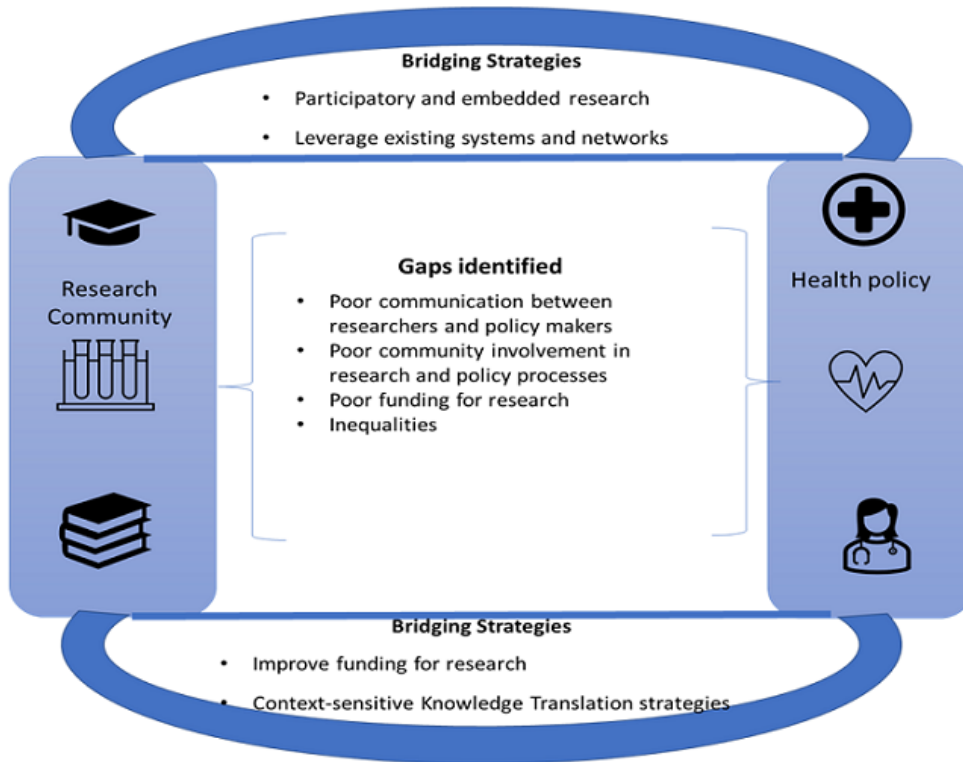 Bridging Strategies
• Participatory and embedded research
• Leverage existing systems and networks
Research
Community
Gaps identified
• Poor communication between
researchers and policy makers
• Poor community involvement in
research and policy processes
• Poor funding for research
• Inequalities
Health policy
Bridging Strategies
• Improve funding for research
• Context-sensitive Knowledge Translation strategies